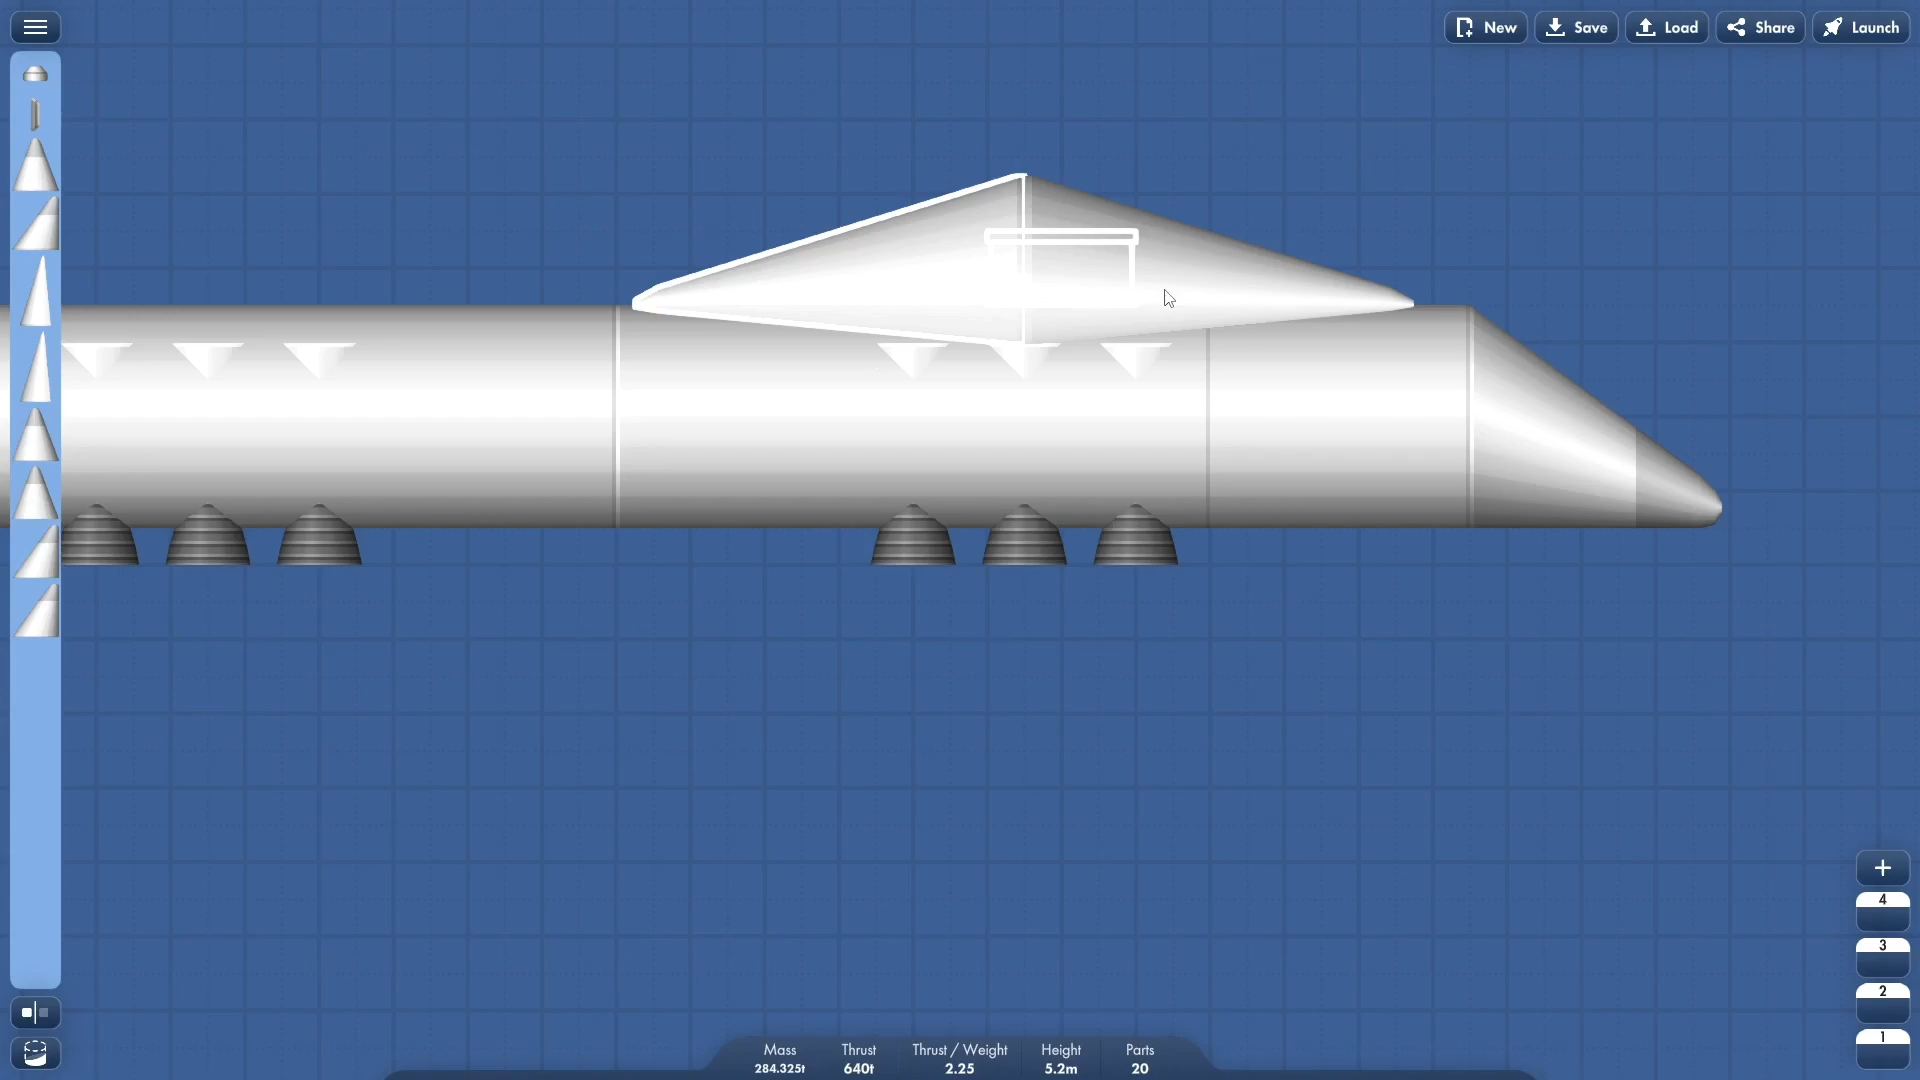 New
Save
Load
Share
Launch
4
3
2
1
Mass
284.325t
Thrust
640t
Thrust / Weight
2.25
Height
5.2m
Parts
20